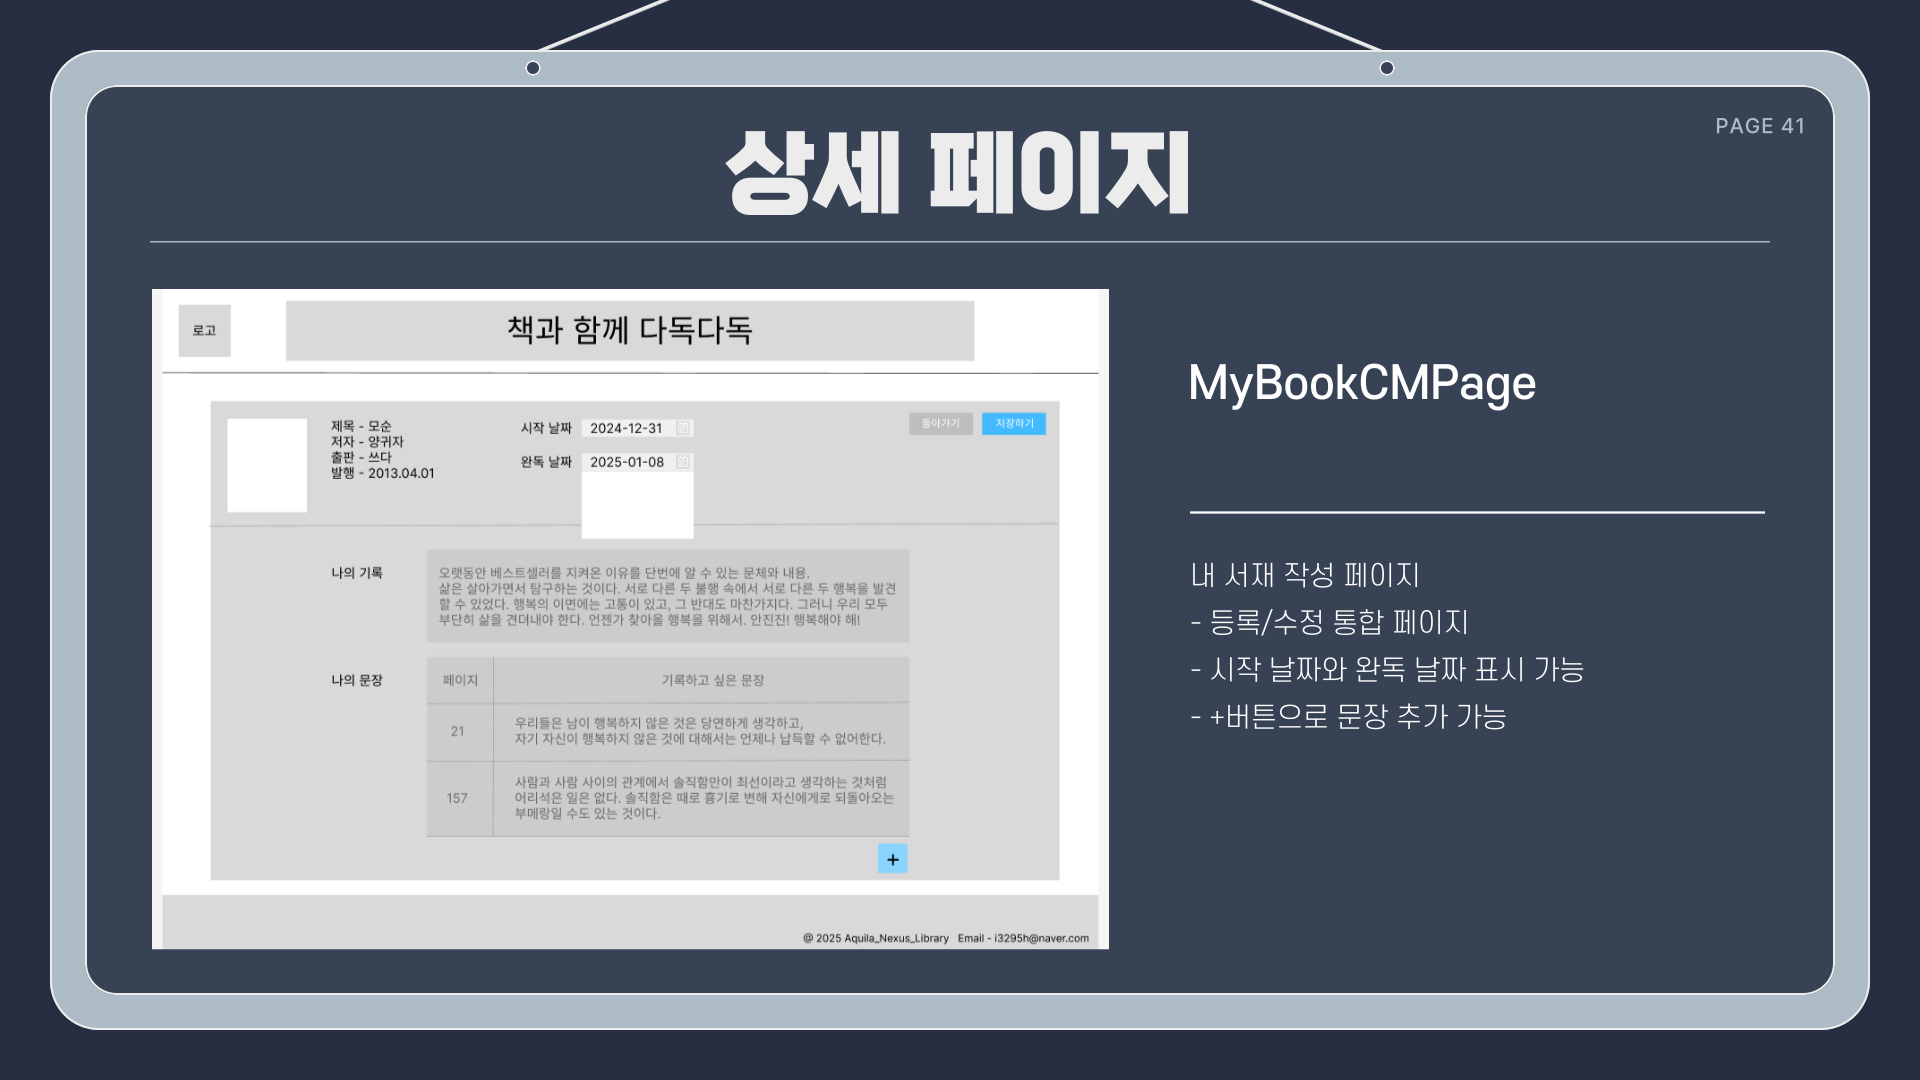 PAGE 41
상세 페이지
로고
책과 함께 다독다독
제목 - 모순
저자 - 양귀자
출판 - 쓰다
발행 - 2013.04.01
시작 날짜
2024-12-31
완독 날짜
2025-01-08
돌아가기
저장하기
나의 기록
오랫동안 베스트셀러를 지켜온 이유를 단번에 알 수 있는 문체와 내용.
삶은 살아가면서 탐구하는 것이다. 서로 다른 두 불행 속에서 서로 다른 두 행복을 발견
할 수 있었다. 행복의 이면에는 고통이 있고, 그 반대도 마찬가지다. 그러니 우리 모두
부단히 삶을 견뎌내야 한다. 언젠가 찾아올 행복을 위해서. 안진진! 행복해야 해!
나의 문장
페이지
기록하고 싶은 문장
21
우리들은 남이 행복하지 않은 것은 당연하게 생각하고,
자기 자신이 행복하지 않은 것에 대해서는 언제나 납득할 수 없어한다.
157
사람과 사람 사이의 관계에서 솔직함만이 최선이라고 생각하는 것처럼
어리석은 일은 없다. 솔직함은 때로 흉기로 변해 자신에게로 되돌아오는
부메랑일 수도 있는 것이다.
+
@ 2025 Aquila_Nexus_Library Email - i3295h@naver.com
MyBookCMPage
내 서재 작성 페이지
- 등록/수정 통합 페이지
- 시작 날짜와 완독 날짜 표시 가능
- +버튼으로 문장 추가 가능